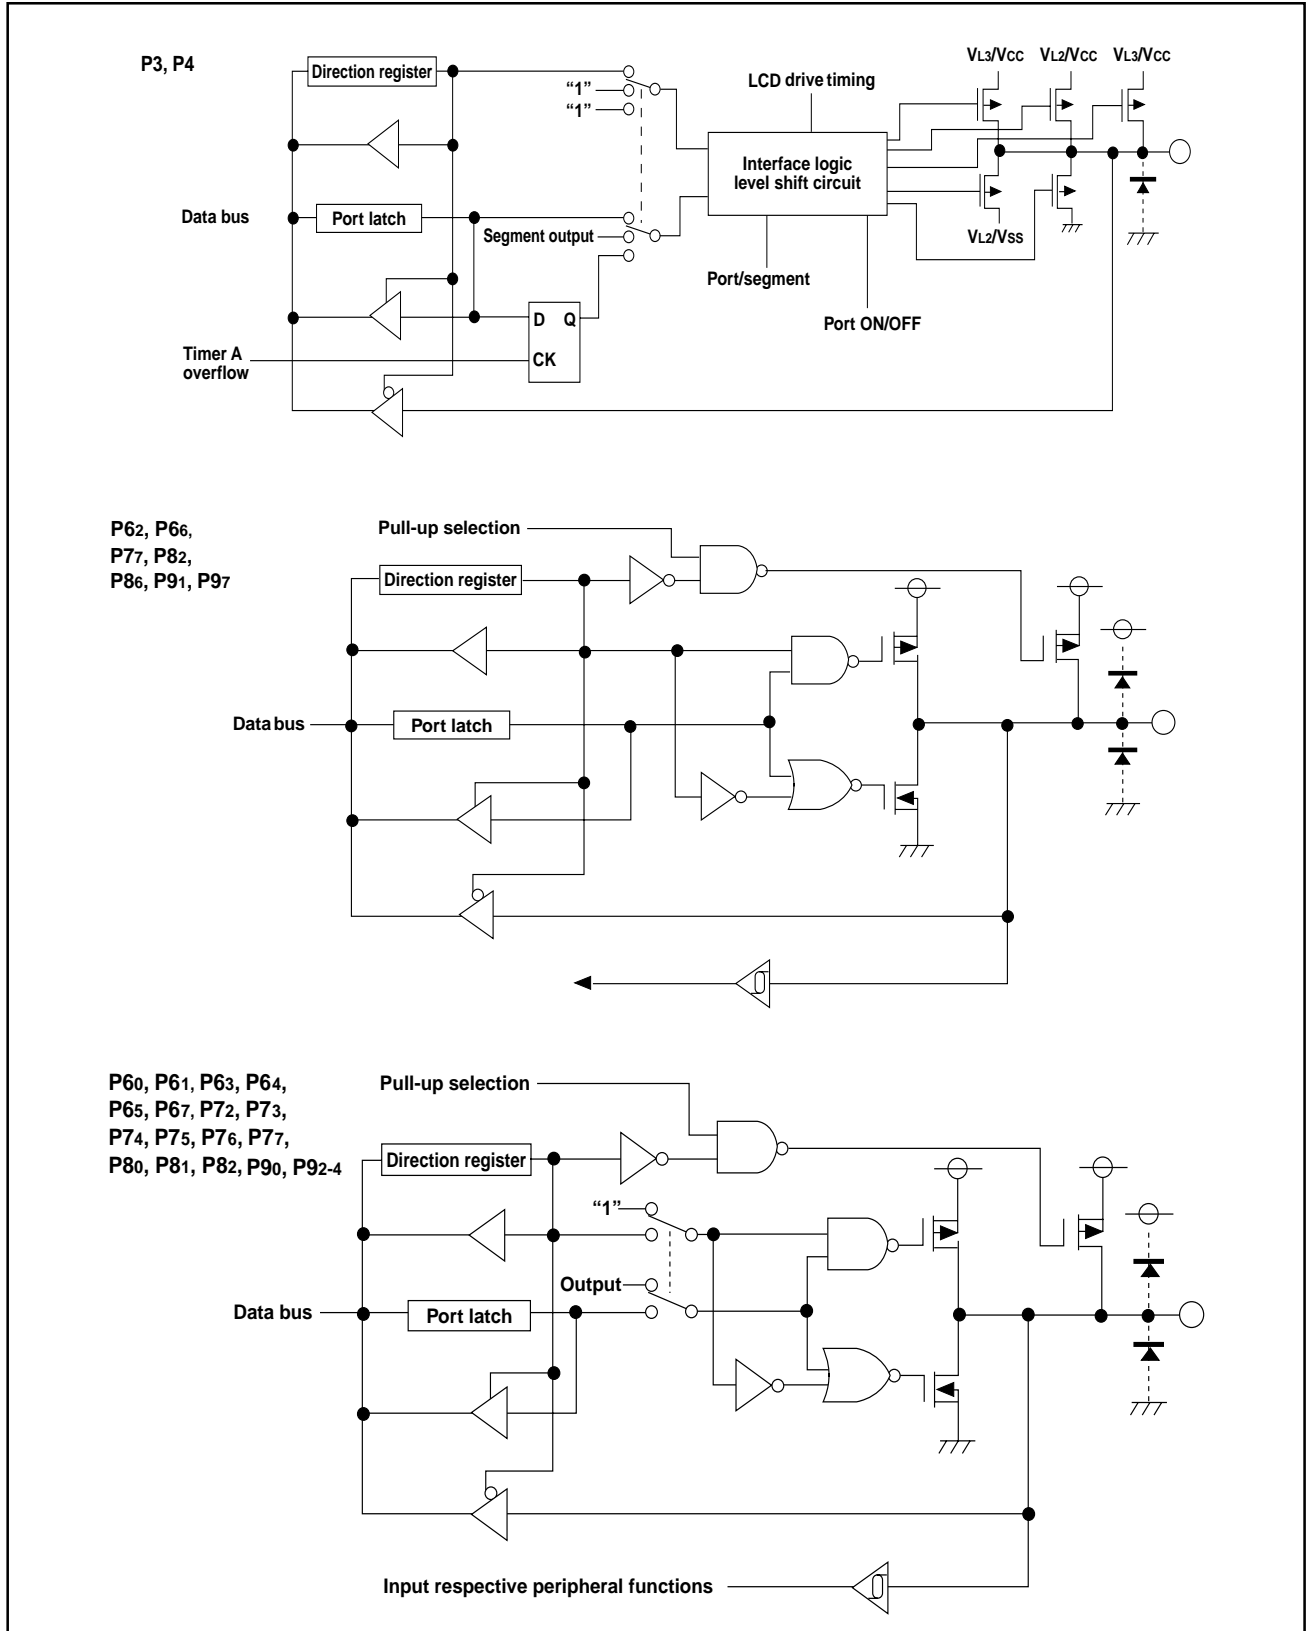 P3, P4
Direction register
“1”
“1”
LCD drive timing
VL3/VCC VL2/VCC VL3/VCC
Interface logic
level shift circuit
Data bus
Port latch
Segment output
VL2/VSS
Port/segment
Port ON/OFF
D Q
CK
Timer A
overflow
P62, P66,
P77, P82,
P86, P91, P97
Pull-up selection
Direction register
Data bus
Port latch
P60, P61, P63, P64,
P65, P67, P72, P73,
P74, P75, P76, P77,
P80, P81, P82, P90, P92-4
Pull-up selection
Direction register
“1”
Output
Data bus
Port latch
Input respective peripheral functions